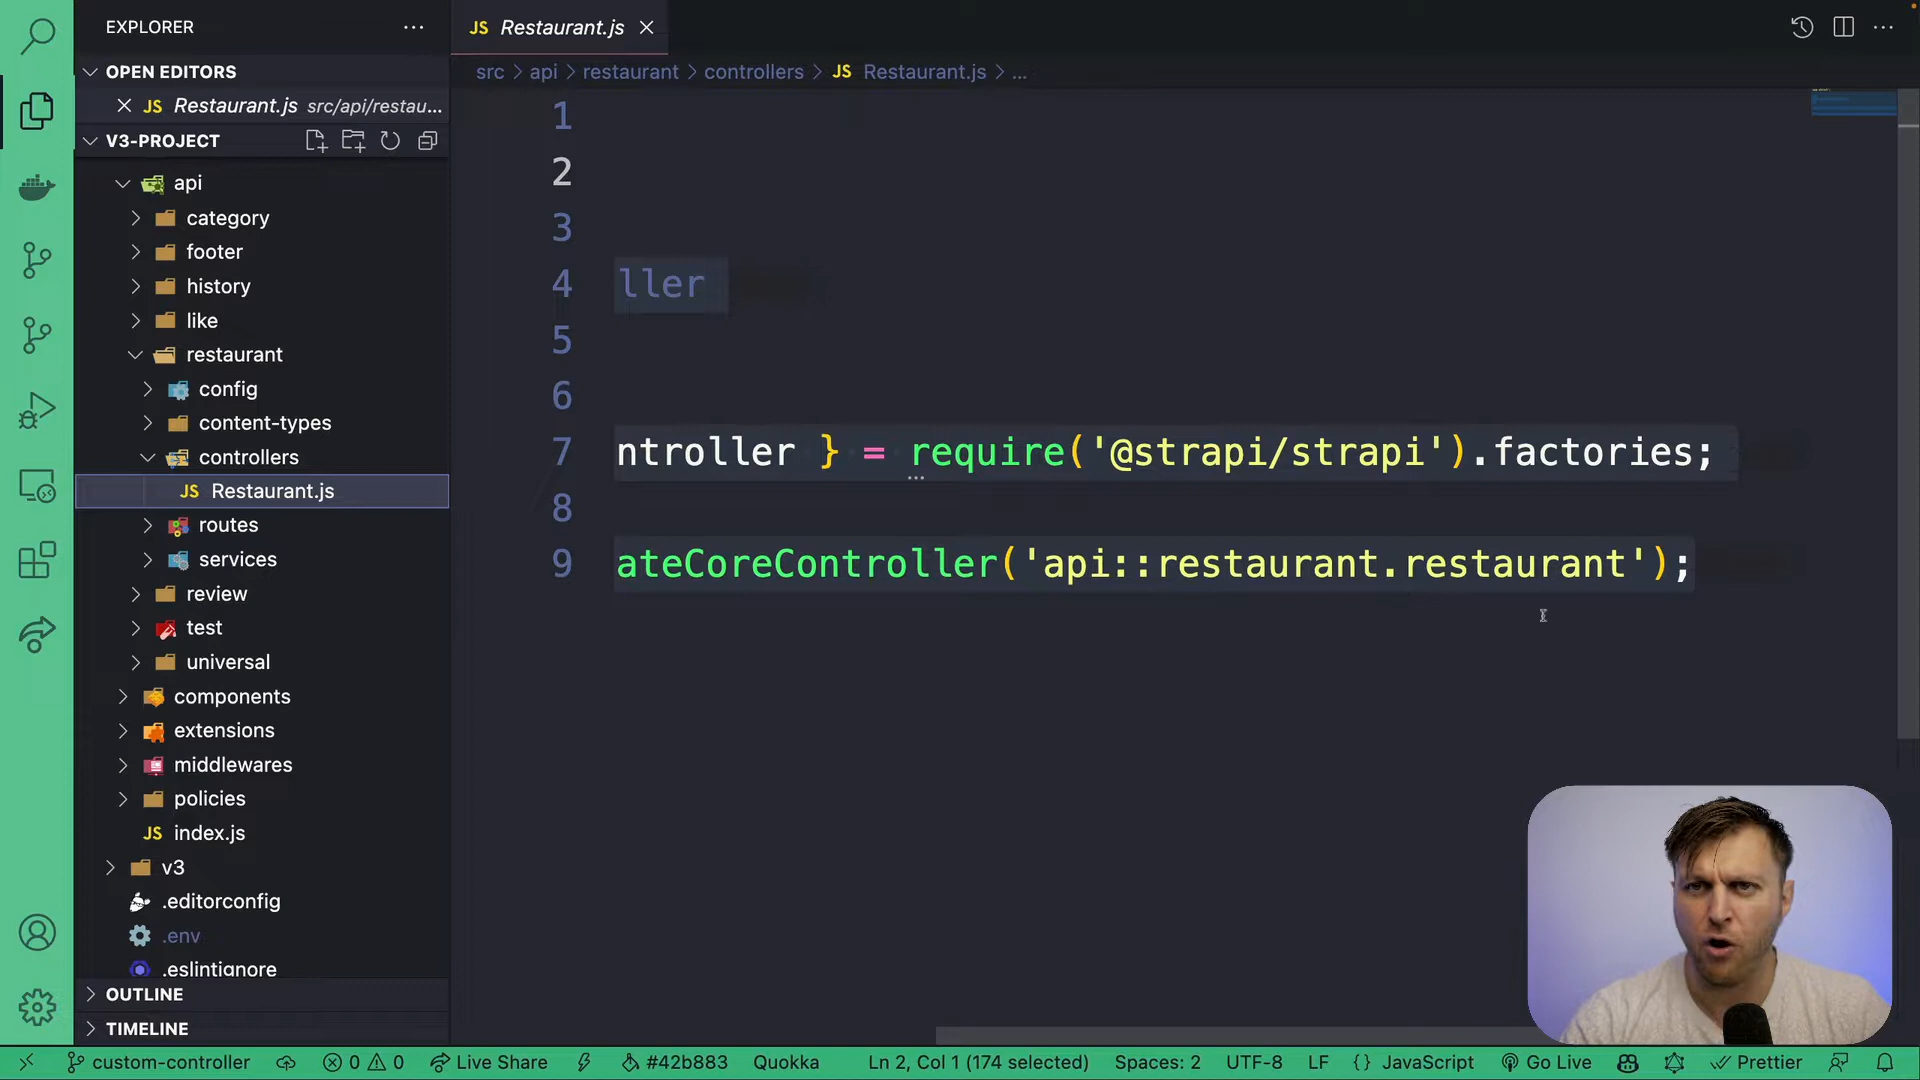 EXPLORER
OPEN EDITORS
JS Restaurant.js src/api/restau...
V3-PROJECT
api
category
footer
history
like
restaurant
config
content-types
controllers
JS Restaurant.js
routes
services
review
test
universal
components
extensions
middlewares
policies
JS index.js
v3
.editorconfig
.env
.eslintignore
OUTLINE
TIMELINE
JS Restaurant.js
src > api > restaurant > controllers > JS Restaurant.js > ...
1
2
3
4 ller
5
6
7 ntroller } = require('@strapi/strapi').factories;
8
9 ateCoreController('api::restaurant.restaurant');
custom-controller 0 0 Live Share #42b883 Quokka Ln 2, Col 1 (174 selected) Spaces: 2 UTF-8 LF {} JavaScript Go Live Prettier